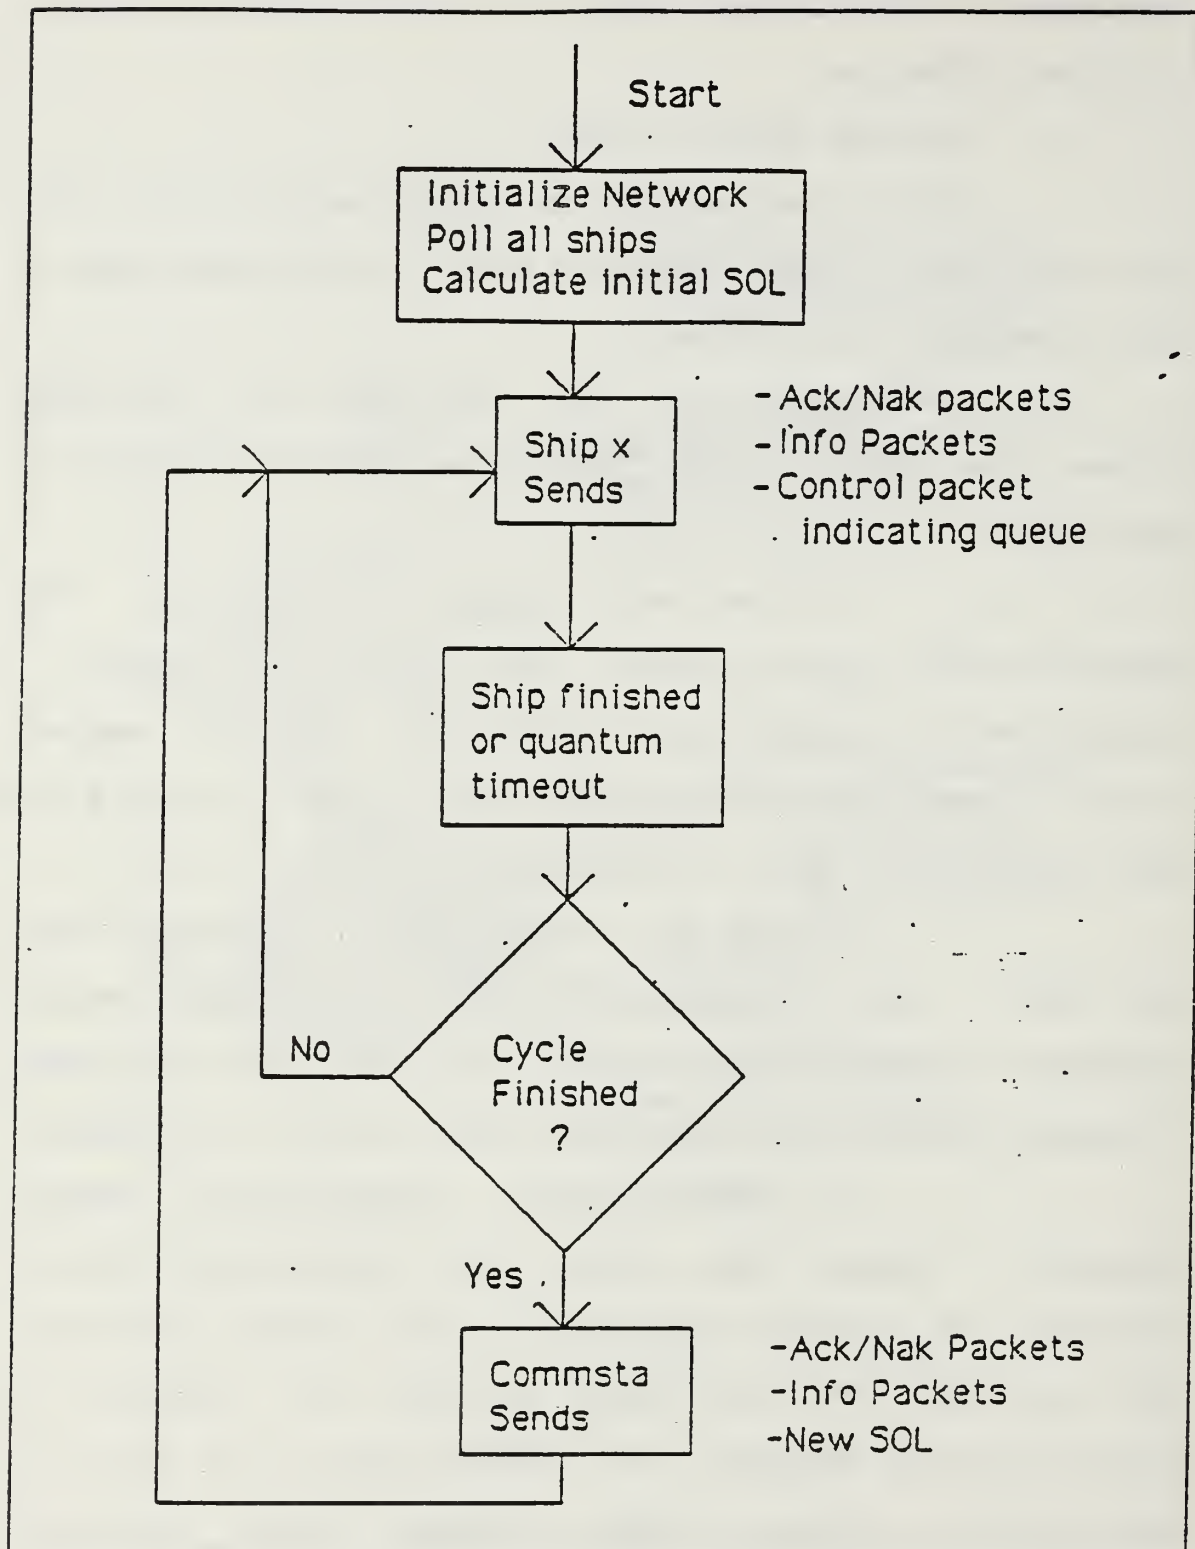 Start
Initialize Network
Poll all ships
Calculate initial SOL
Ship x
Sends
-Ack/Nak packets
-Info Packets
-Control packet
indicating queue
Ship finished
or quantum
timeout
No
Cycle
Finished
?
Yes
Commsta
Sends
-Ack/Nak Packets
-Info Packets
-New SOL